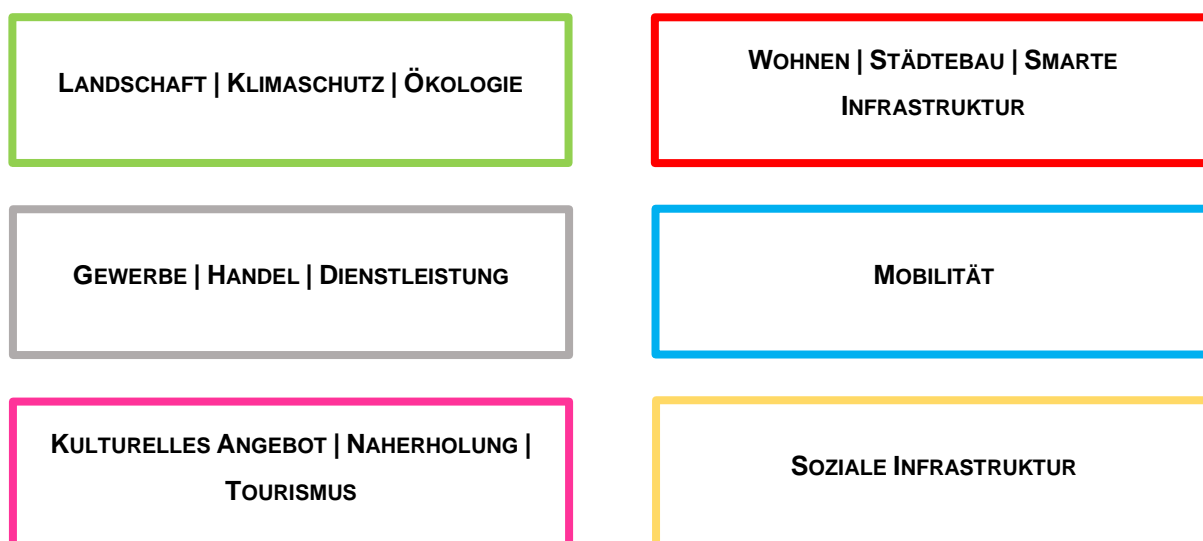 LANDSCHAFT | KLIMASCHUTZ | ÖKOLOGIE
WOHNEN | STÄDTEBAU | SMARTE
INFRASTRUKTUR
GEWERBE | HANDEL | DIENSTLEISTUNG
MOBILITÄT
KULTURELLES ANGEBOT | NAHERHOLUNG |
TOURISMUS
SOZIALE INFRASTRUKTUR